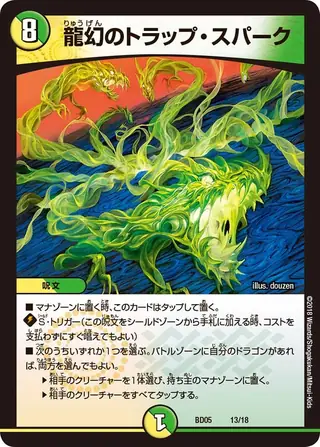 8
りゅうげん
龍幻のトラップ・スパーク
呪文
illus. douzen
■マナゾーンに置く時、このカードはタップして置く。
S・トリガー(この呪文をシールドゾーンから手札に加える時、コストを
支払わずにすぐ唱えてもよい)
■次のうちいずれか1つを選ぶ。バトルゾーンに自分のドラゴンがあれ
ば、両方を選んでもよい。
▶相手のクリーチャーを1体選び、持ち主のマナゾーンに置く。
▶相手のクリーチャーをすべてタップする。
1
BD05 13/18
©2018 Wizards/Shogakukan/Mitsui-Kids